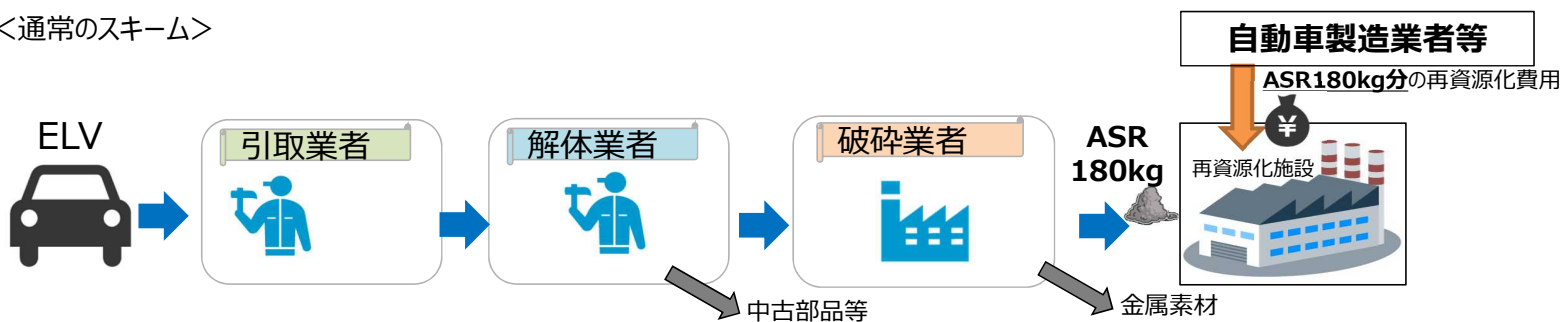 <通常のスキーム>
自動車製造業者等
ASR180kg分の再資源化費用
ELV
引取業者
解体業者
破砕業者
ASR
180kg
¥
再資源化施設
中古部品等
金属素材